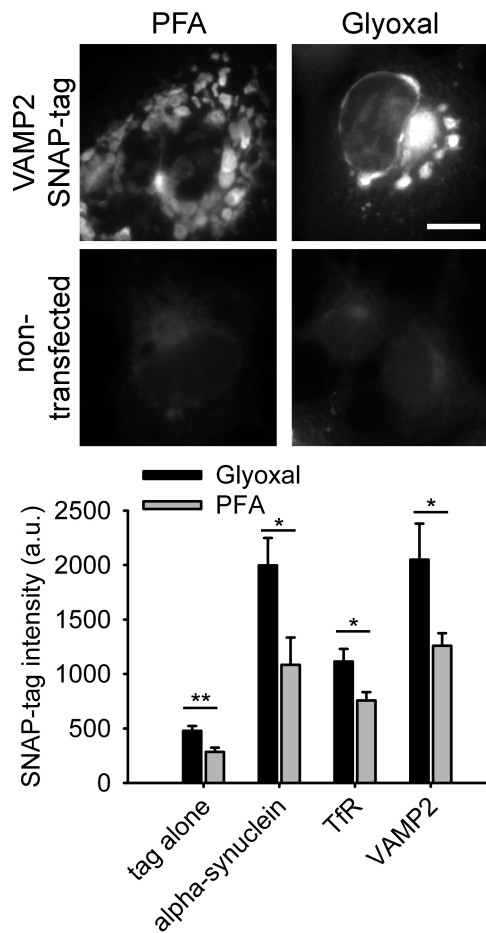 PFA Glyoxal
VAMP2
SNAP-tag
non-
transfected
Glyoxal
PFA
SNAP-tag intensity (a.u.)
2500
2000
1500
1000
500
0
**
*
*
*
tag alone
alpha-synuclein
TfR
VAMP2